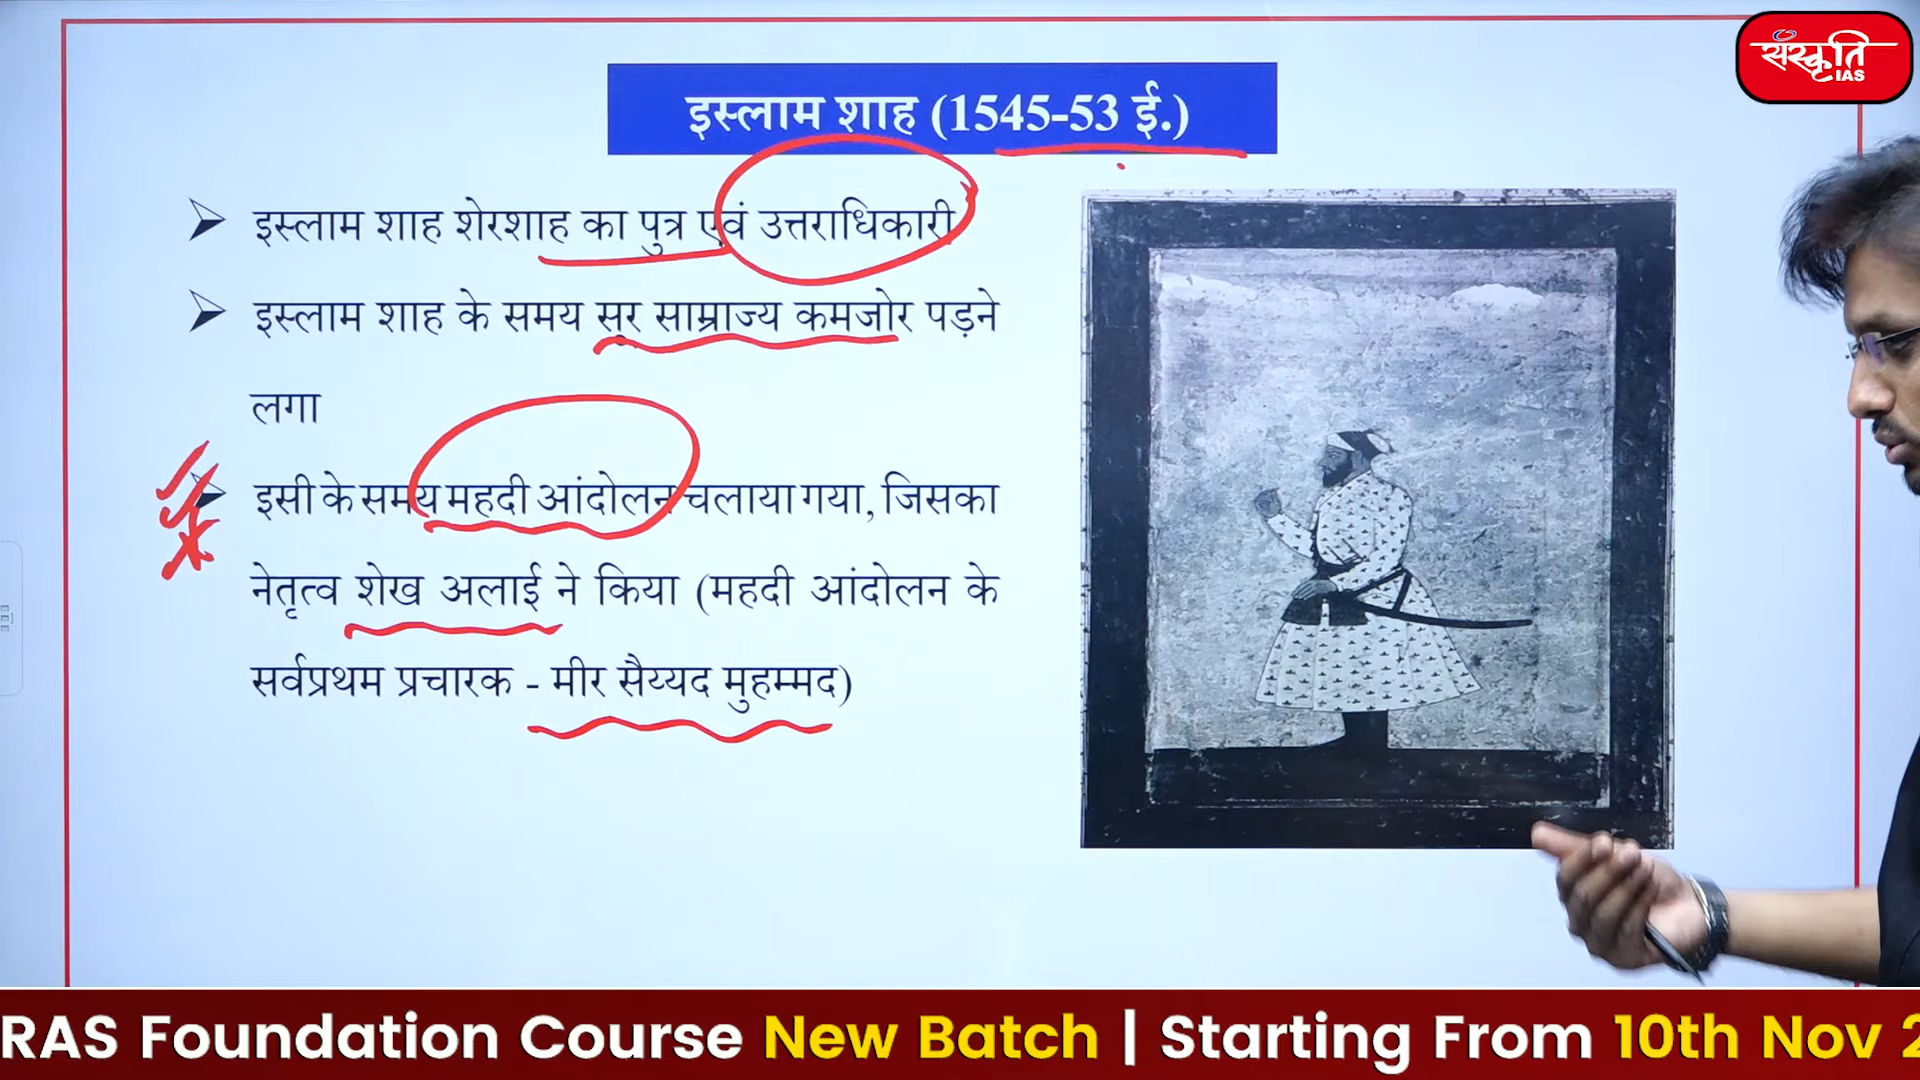 संस्कृति
IAS
इस्लाम शाह (1545-53 ई.)
इस्लाम शाह शेरशाह का पुत्र एवं उत्तराधिकारी
इस्लाम शाह के समय सूर साम्राज्य कमजोर पड़ने
लगा
इसी के समय महदी आंदोलन चलाया गया, जिसका
नेतृत्व शेख अलाई ने किया (महदी आंदोलन के
सर्वप्रथम प्रचारक - मीर सैय्यद मुहम्मद)
RAS Foundation Course New Batch | Starting From 10th Nov 2